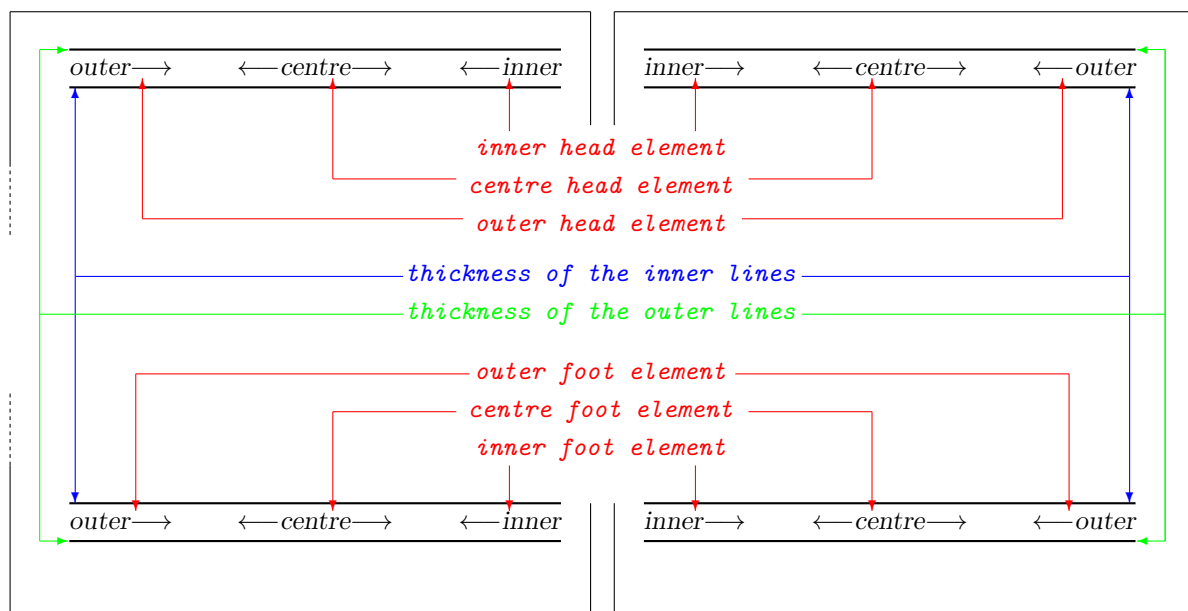 outer⟶ ⟵centre⟶ ⟵inner inner⟶ ⟵centre⟶ ⟵outer
inner head element
centre head element
outer head element
thickness of the inner lines
thickness of the outer lines
outer foot element
centre foot element
inner foot element
outer⟶ ⟵centre⟶ ⟵inner inner⟶ ⟵centre⟶ ⟵outer